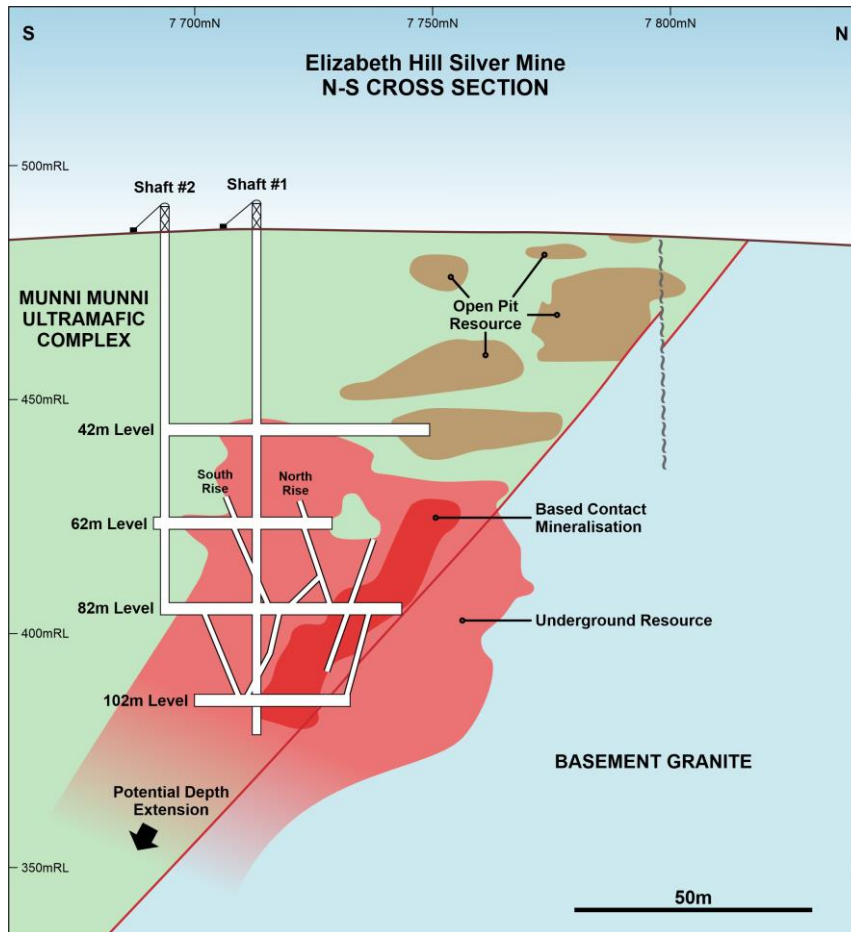 7 700mN
7 750mN
7 800mN
S
N
Elizabeth Hill Silver Mine
N-S CROSS SECTION
500mRL
Shaft #2
Shaft #1
MUNNI MUNNI
ULTRAMAFIC
COMPLEX
Open Pit
Resource
450mRL
42m Level
South
Rise
North
Rise
62m Level
Based Contact
Mineralisation
82m Level
Underground Resource
400mRL
102m Level
BASEMENT GRANITE
Potential Depth
Extension
350mRL
50m